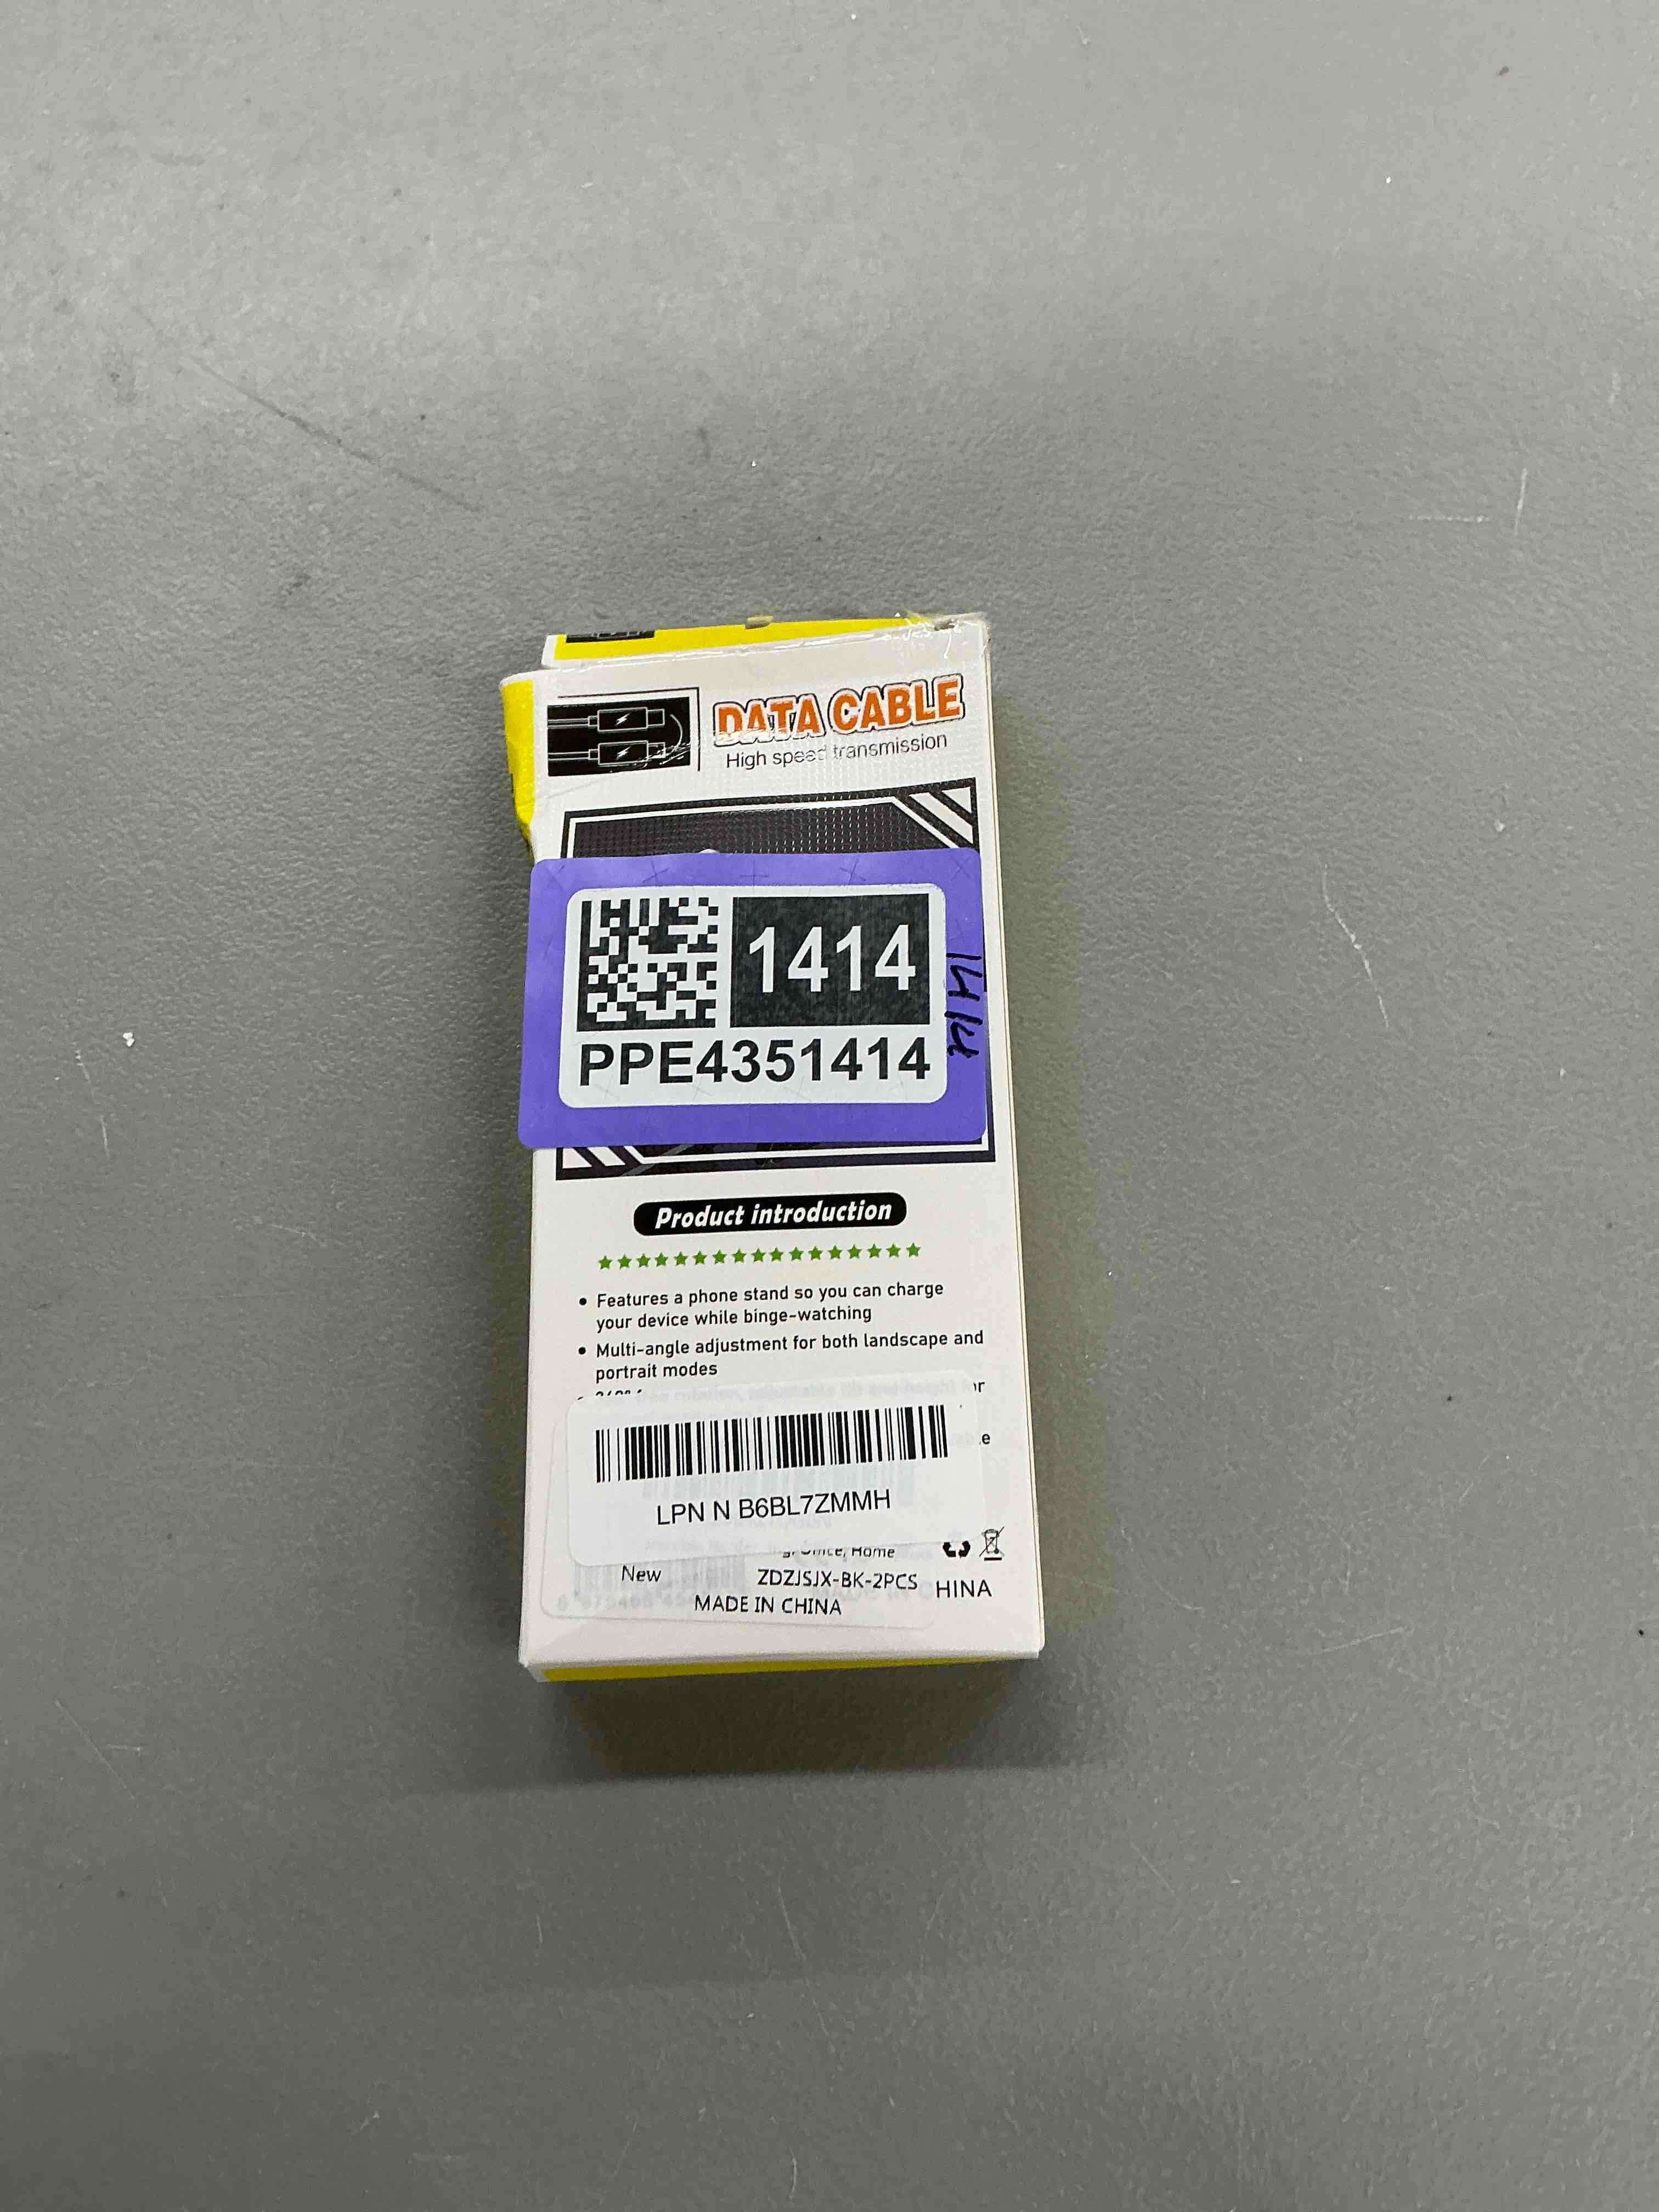 DATA CABLE
High speed transmission
1414
PPE4351414
1414
Product introduction
• Features a phone stand so you can charge
your device while binge-watching
• Multi-angle adjustment for both landscape and
portrait modes
LPN N B6BL7ZMMH
Home
New
ZDZJSJX-BK-2PCS
HINA
MADE IN CHINA